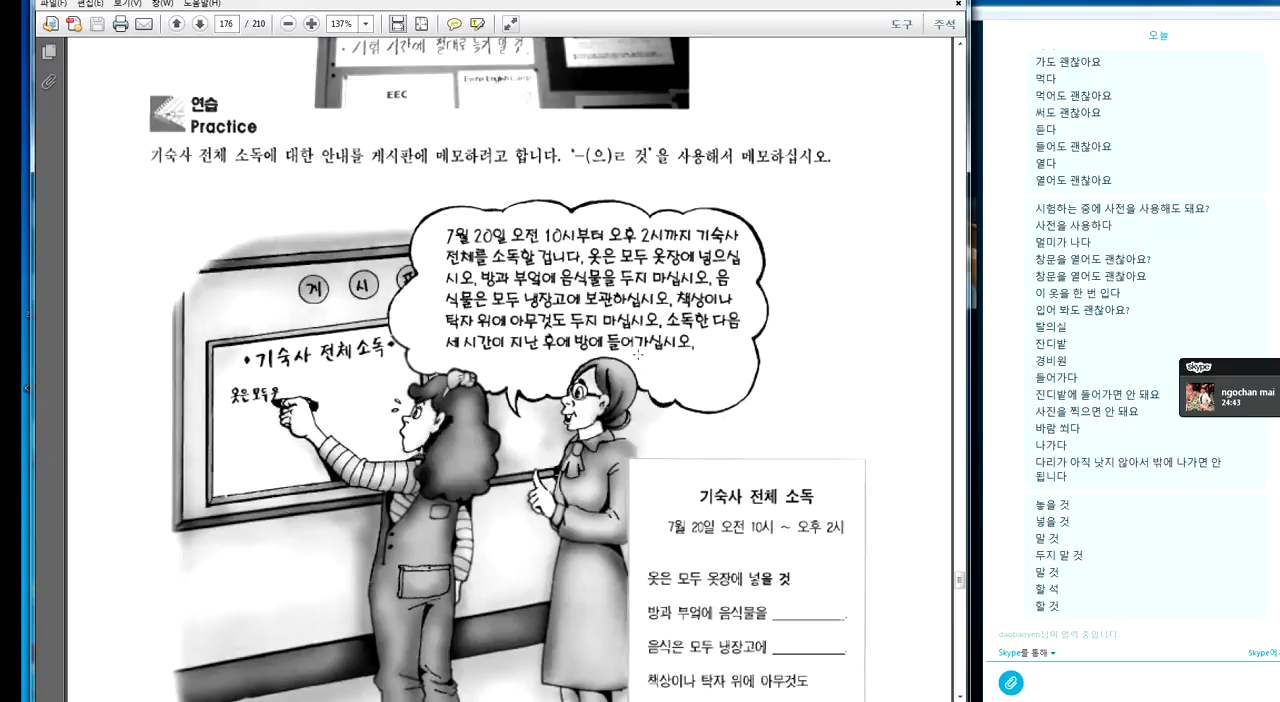 파일(F) 편집(E) 보기(V) 창(W) 도움말(H)
176 / 210
137%
도구 주석
• 시험 시간에 절대로 늦지 말 것
EEC
연습
Practice
기숙사 전체 소독에 대한 안내를 게시판에 메모하려고 합니다. '-(으)ㄹ 것'을 사용해서 메모하십시오.
7월 20일 오전 10시부터 오후 2시까지 기숙사
전체를 소독할 겁니다. 옷은 모두 옷장에 넣으십
시오. 방과 부엌에 음식물을 두지 마십시오. 음
식물은 모두 냉장고에 보관하십시오. 책상이나
탁자 위에 아무것도 두지 마십시오. 소독한 다음
세 시간이 지난 후에 방에 들어가십시오.
게 시
• 기숙사 전체 소독 •
옷은 모두 옷
기숙사 전체 소독
7월 20일 오전 10시 ~ 오후 2시
옷은 모두 옷장에 넣을 것
방과 부엌에 음식물을 ________.
음식은 모두 냉장고에 ________.
책상이나 탁자 위에 아무것도
오늘
가도 괜찮아요
먹다
먹어도 괜찮아요
써도 괜찮아요
듣다
들어도 괜찮아요
열다
열어도 괜찮아요
시험하는 중에 사전을 사용해도 돼요?
사전을 사용하다
멀미가 나다
창문을 열어도 괜찮아요?
창문을 열어도 괜찮아요
이 옷을 한 번 입다
입어 봐도 괜찮아요?
탈의실
잔디밭
경비원
들어가다
진디밭에 들어가면 안 돼요
사진을 찍으면 안 돼요
바람 쐬다
나가다
다리가 아직 낫지 않아서 밖에 나가면 안
됩니다
놓을 것
넣을 것
말 것
두지 말 것
말 것
할 석
할 것
daobaoyen님이 입력 중입니다.
Skype를 통해
skype
ngochan mai
24:43